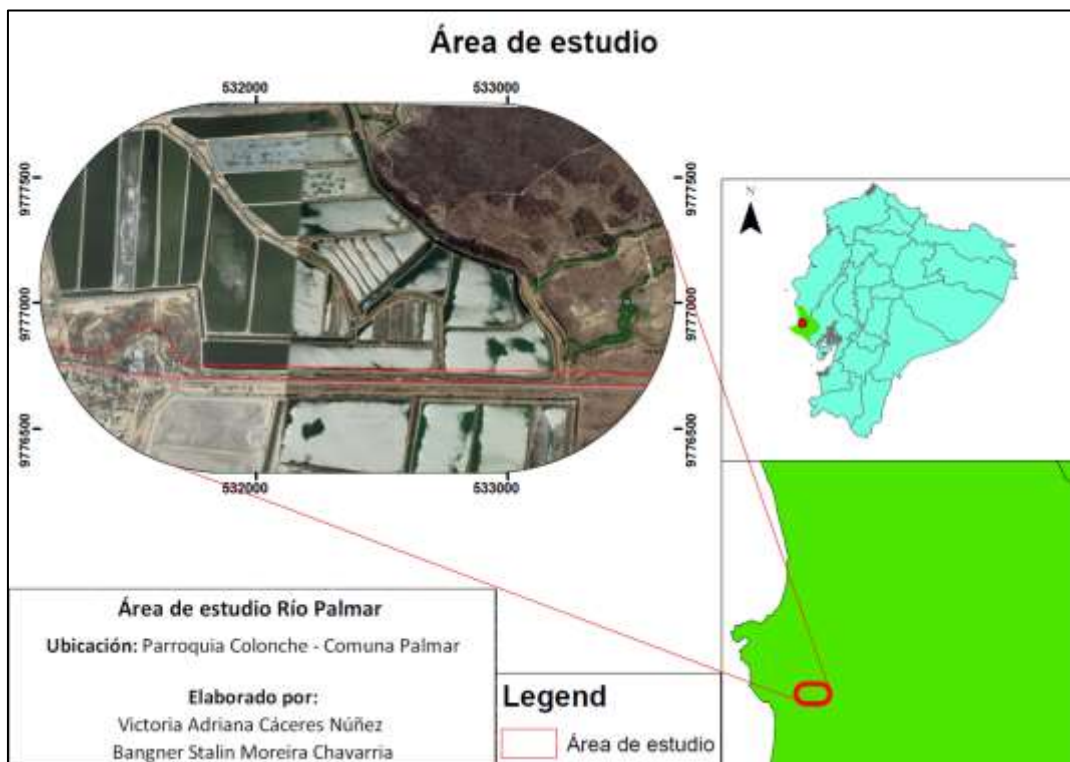 Área de estudio
532000 533000
9777500 9777500
9777000 9777000
9776500 9776500
532000 533000
N
Área de estudio Río Palmar
Ubicación: Parroquia Colonche - Comuna Palmar
Elaborado por:
Victoria Adriana Cáceres Núñez
Bangner Stalin Moreira Chavarria
Legend
Área de estudio